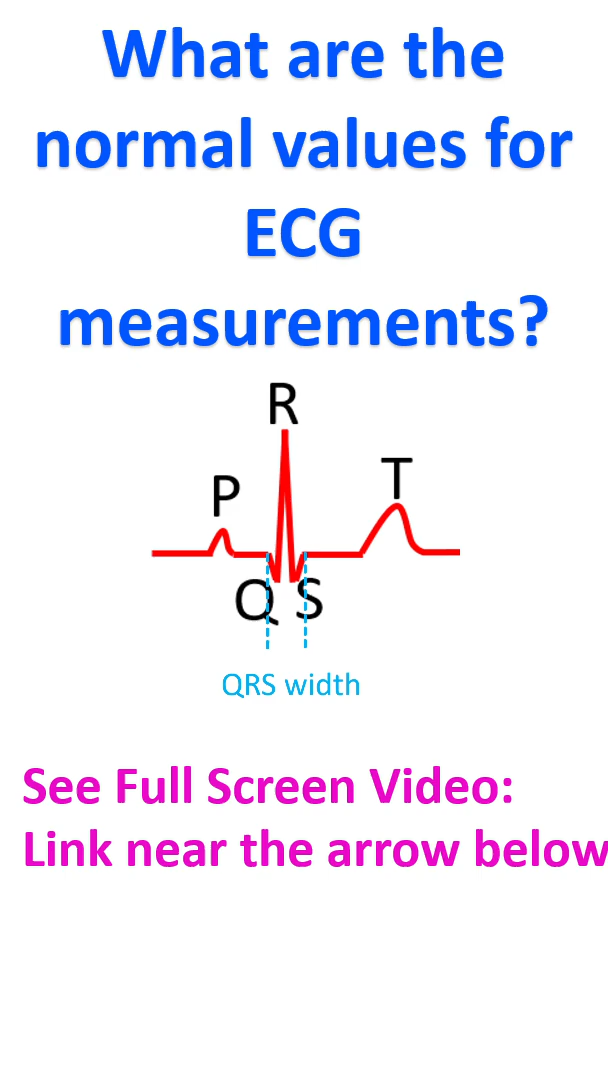 What are the
normal values for
ECG
measurements?
R
P
T
Q S
QRS width
See Full Screen Video:
Link near the arrow below